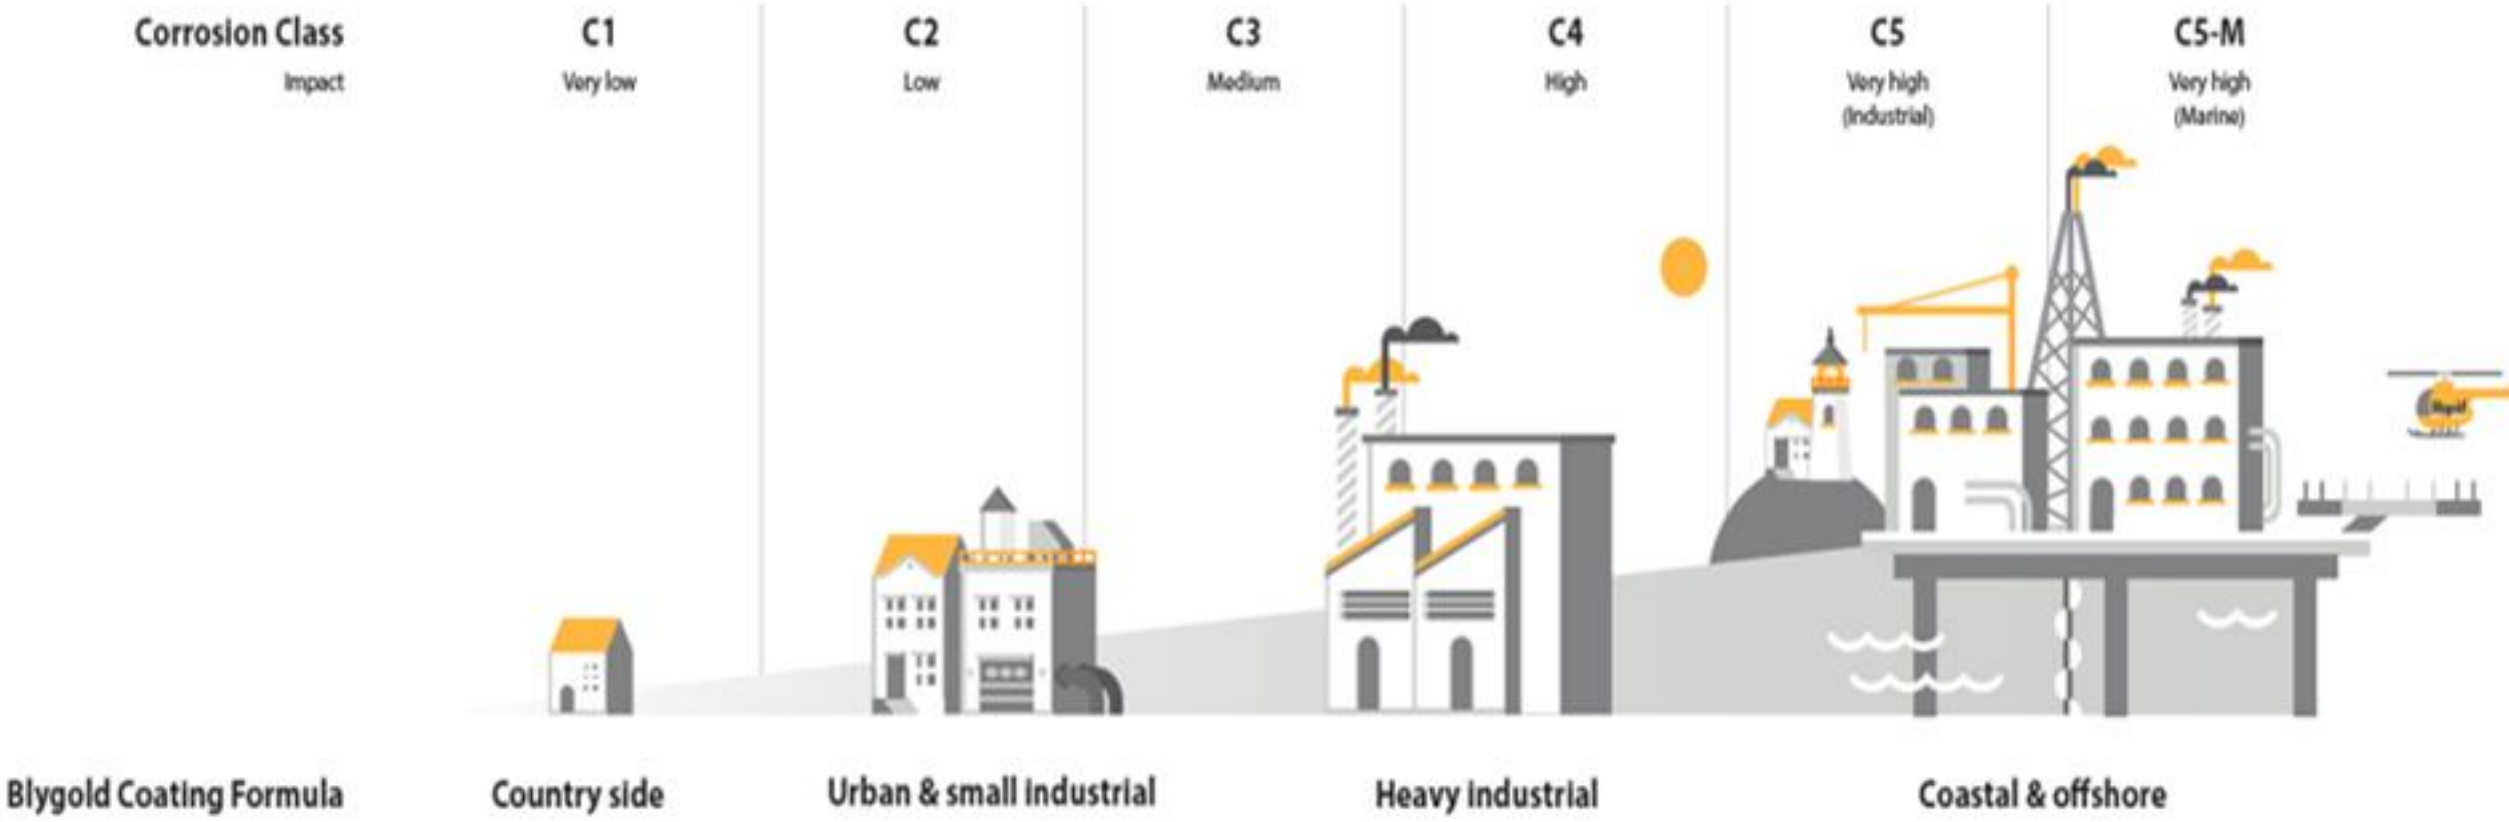 Corrosion Class C1 C2 C3 C4 C5 C5-M
Impact Very low Low Medium High Very high Very high
(Industrial) (Marine)
Blygold Coating Formula Country side Urban & small industrial Heavy industrial Coastal & offshore